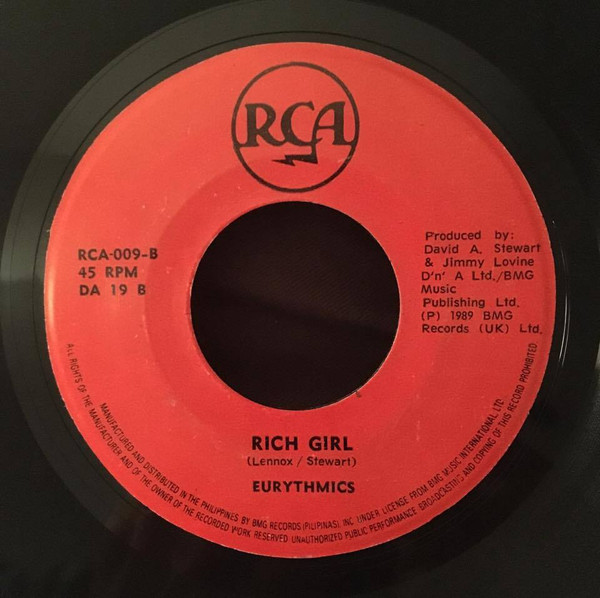 RCA
RCA-009-B
45 RPM
DA 19 B
Produced by:
David A. Stewart
& Jimmy Lovine
D'n' A Ltd./BMG
Music
Publishing Ltd.
(P) 1989 BMG
Records (UK) Ltd.
RICH GIRL
(Lennox / Stewart)
EURYTHMICS
ALL RIGHTS OF THE MANUFACTURER AND OF THE OWNER OF THE RECORDED WORK RESERVED. UNAUTHORIZED PUBLIC PERFORMANCE, BROADCASTING AND COPYING OF THIS RECORD PROHIBITED
MANUFACTURED AND DISTRIBUTED IN THE PHILIPPINES BY BMG RECORDS (PILIPINAS), INC. UNDER LICENSE FROM BMG MUSIC INTERNATIONAL LTD.